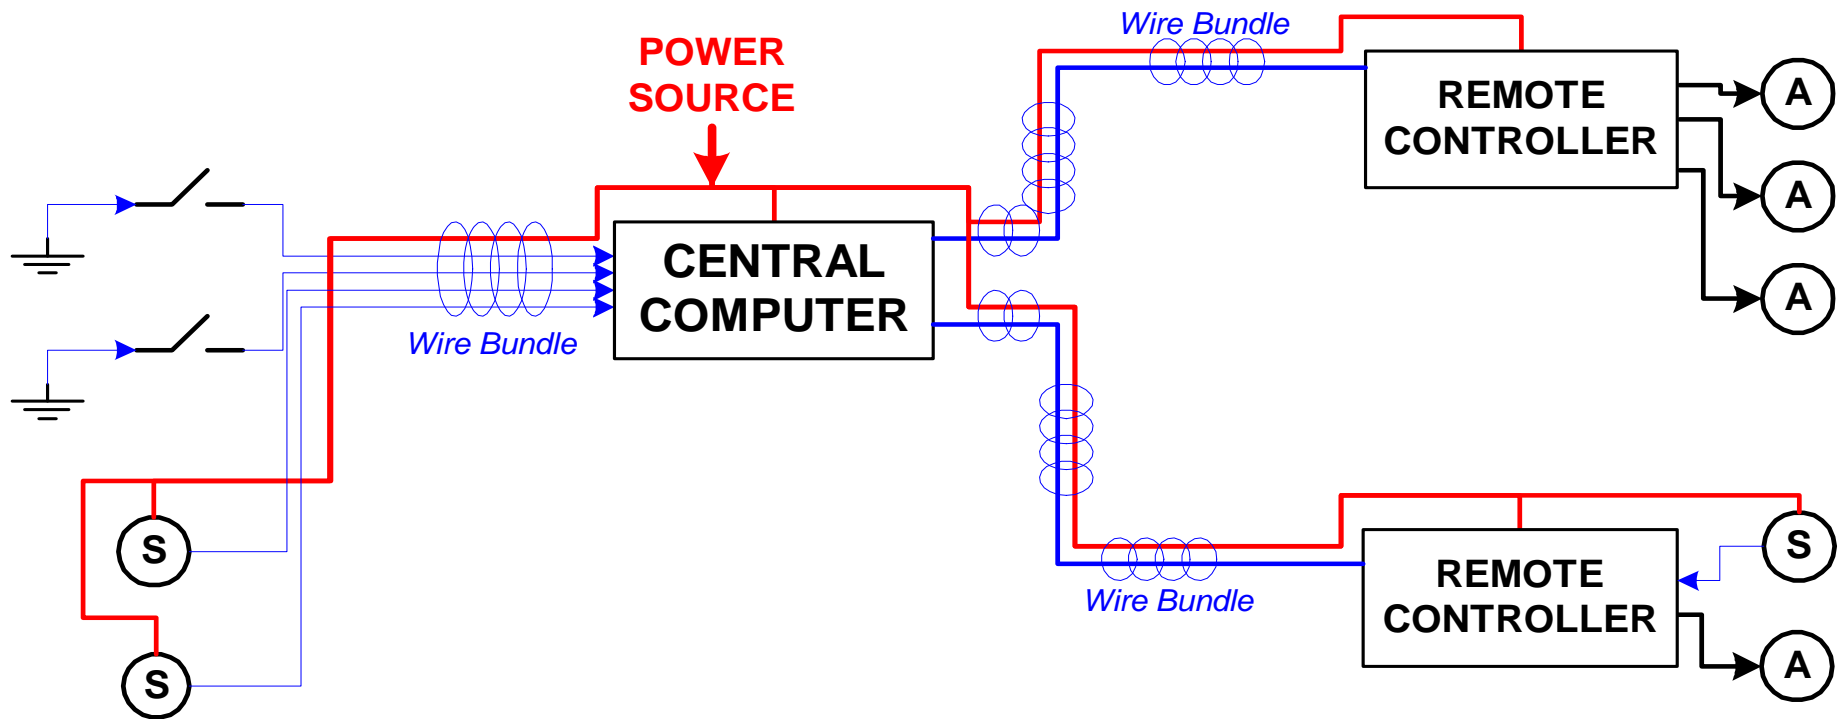 Wire Bundle
POWER
SOURCE
REMOTE
CONTROLLER
A
A
A
CENTRAL
COMPUTER
Wire Bundle
S
S
Wire Bundle
REMOTE
CONTROLLER
S
A